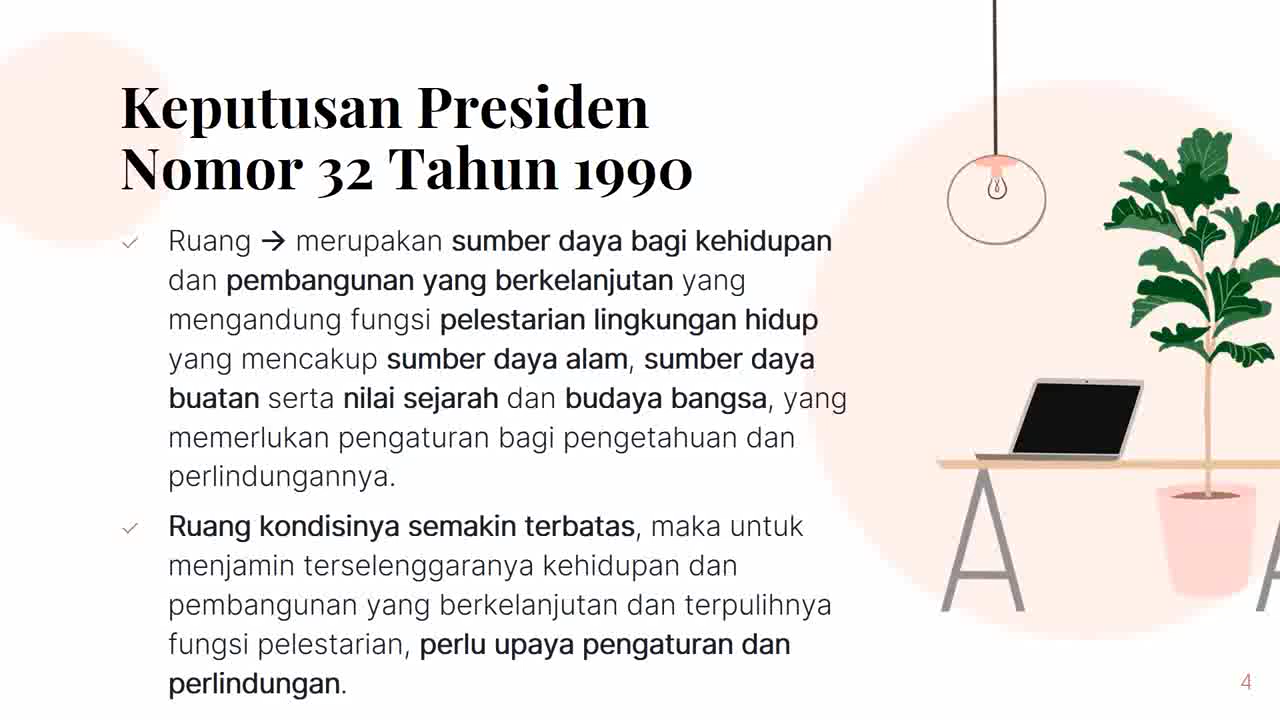 Keputusan Presiden
Nomor 32 Tahun 1990
✓ Ruang → merupakan sumber daya bagi kehidupan
dan pembangunan yang berkelanjutan yang
mengandung fungsi pelestarian lingkungan hidup
yang mencakup sumber daya alam, sumber daya
buatan serta nilai sejarah dan budaya bangsa, yang
memerlukan pengaturan bagi pengetahuan dan
perlindungannya.
✓ Ruang kondisinya semakin terbatas, maka untuk
menjamin terselenggaranya kehidupan dan
pembangunan yang berkelanjutan dan terpulihnya
fungsi pelestarian, perlu upaya pengaturan dan
perlindungan.
4